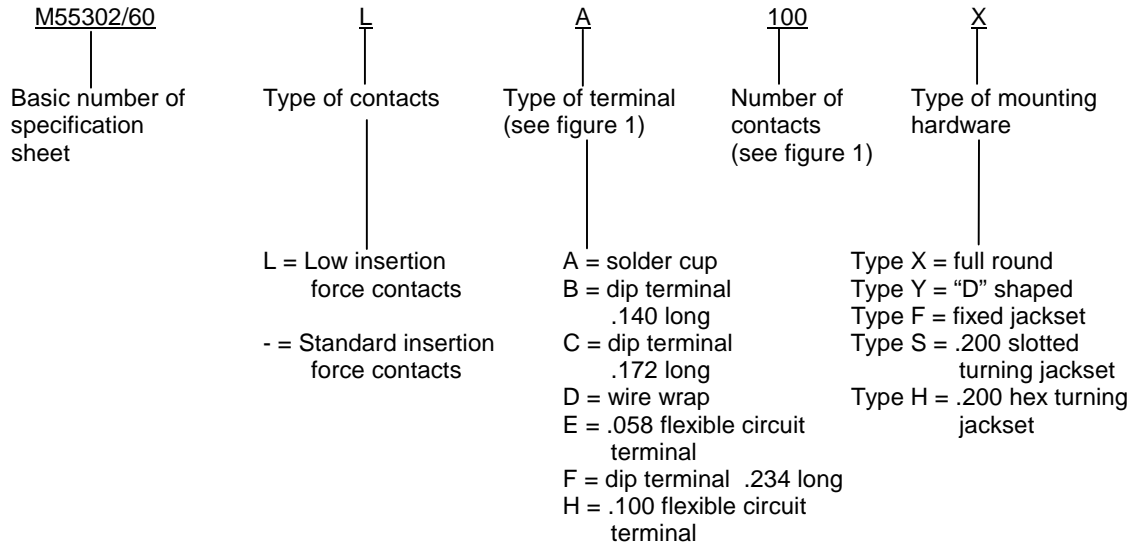 M55302/60 L A 100 X
Basic number of
specification
sheet
Type of contacts
Type of terminal
(see figure 1)
Number of
contacts
(see figure 1)
Type of mounting
hardware
L = Low insertion
force contacts
- = Standard insertion
force contacts
A = solder cup
B = dip terminal
.140 long
C = dip terminal
.172 long
D = wire wrap
E = .058 flexible circuit
terminal
F = dip terminal .234 long
H = .100 flexible circuit
terminal
Type X = full round
Type Y = “D” shaped
Type F = fixed jackset
Type S = .200 slotted
turning jackset
Type H = .200 hex turning
jackset